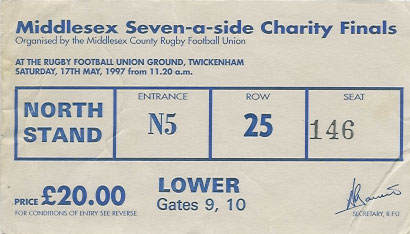 Middlesex Seven-a-side Charity Finals
Organised by the Middlesex County Rugby Football Union
AT THE RUGBY FOOTBALL UNION GROUND, TWICKENHAM
SATURDAY, 17TH MAY, 1997 from 11.20 a.m.
NORTH STAND
ENTRANCE N5
ROW 25
SEAT 146
PRICE £20.00
FOR CONDITIONS OF ENTRY SEE REVERSE
LOWER
Gates 9, 10
SECRETARY, R.F.U.